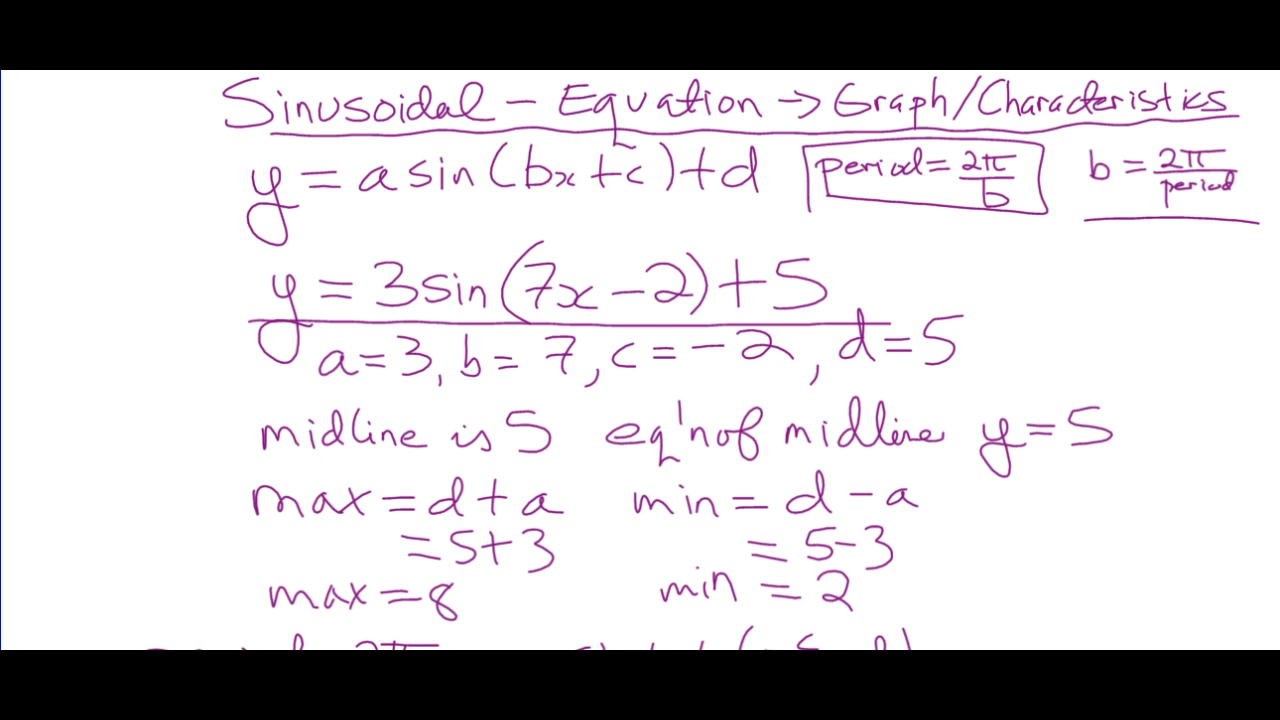 Sinusoidal - Equation → Graph/Characteristics
y = a sin(bx+c)+d period = 2π/b b = 2π/period
y = 3sin(7x-2)+5
a=3, b=7, c=-2, d=5
midline is 5 eq'n of midline y=5
max = d+a min = d-a
=5+3 = 5-3
max=8 min = 2
2π